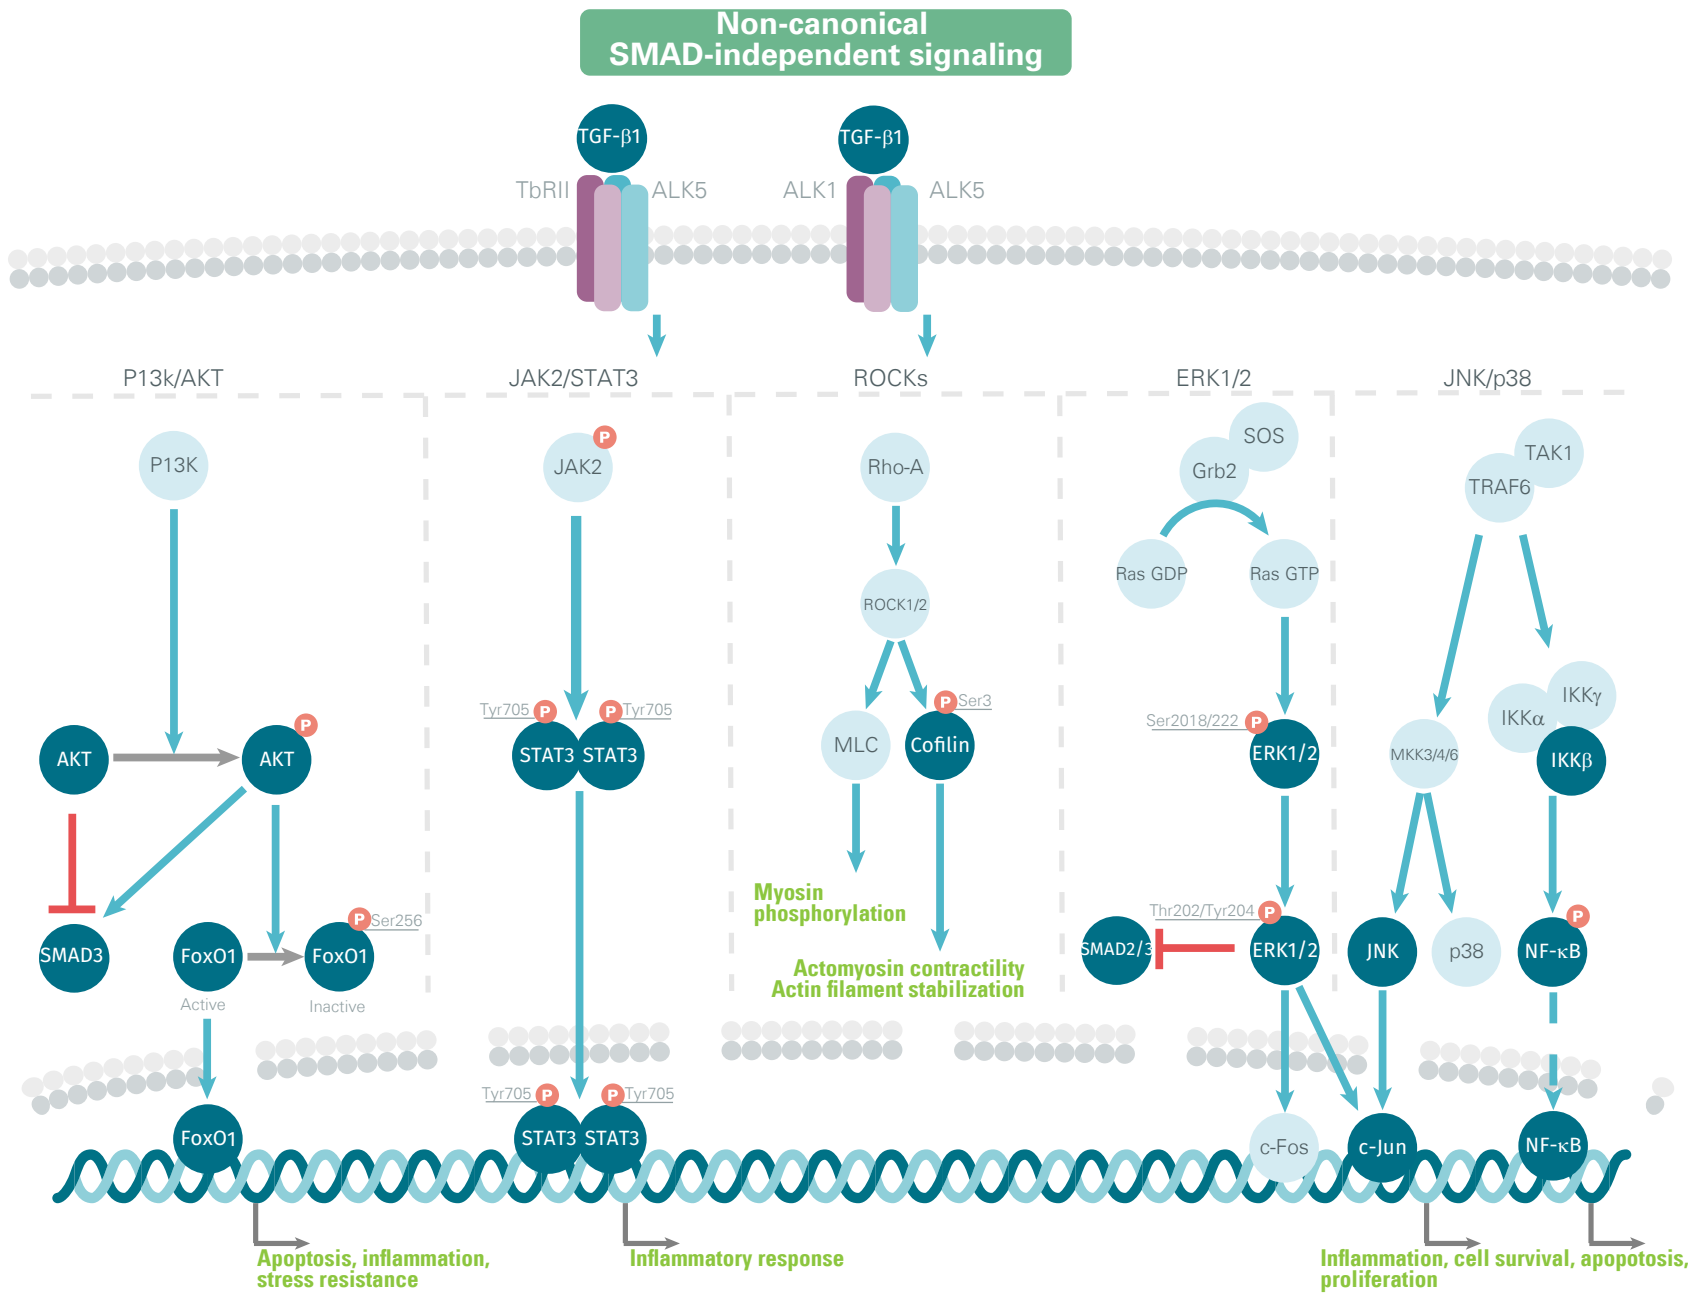 Non-canonical
SMAD-independent signaling
TGF-β1
TGF-β1
TbRII
ALK5
ALK1
ALK5
P13k/AKT
JAK2/STAT3
ROCKs
ERK1/2
JNK/p38
P13K
AKT
AKT
P
SMAD3
FoxO1
Active
FoxO1
P
Ser256
Inactive
FoxO1
Apoptosis, inflammation,
stress resistance
JAK2
P
Tyr705
P
P
Tyr705
STAT3
STAT3
Tyr705
P
P
Tyr705
STAT3
STAT3
Inflammatory response
Rho-A
ROCK1/2
MLC
P
Ser3
Cofilin
Myosin
phosphorylation
Actomyosin contractility
Actin filament stabilization
SOS
Grb2
Ras GDP
Ras GTP
Ser2018/222
P
ERK1/2
Thr202/Tyr204
P
SMAD2/3
ERK1/2
c-Fos
TAK1
TRAF6
MKK3/4/6
IKKγ
IKKα
IKKβ
JNK
p38
P
NF-κB
c-Jun
NF-κB
Inflammation, cell survival, apopotosis,
proliferation